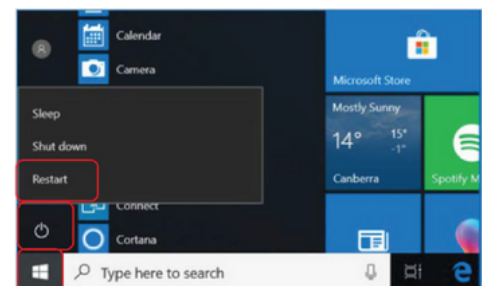 Calendar
Camera
Microsoft Store
Sleep
Shut down
Restart
Mostly Sunny
14° 15°
-1°
Canberra
Spotify M
Connect
Cortana
Type here to search